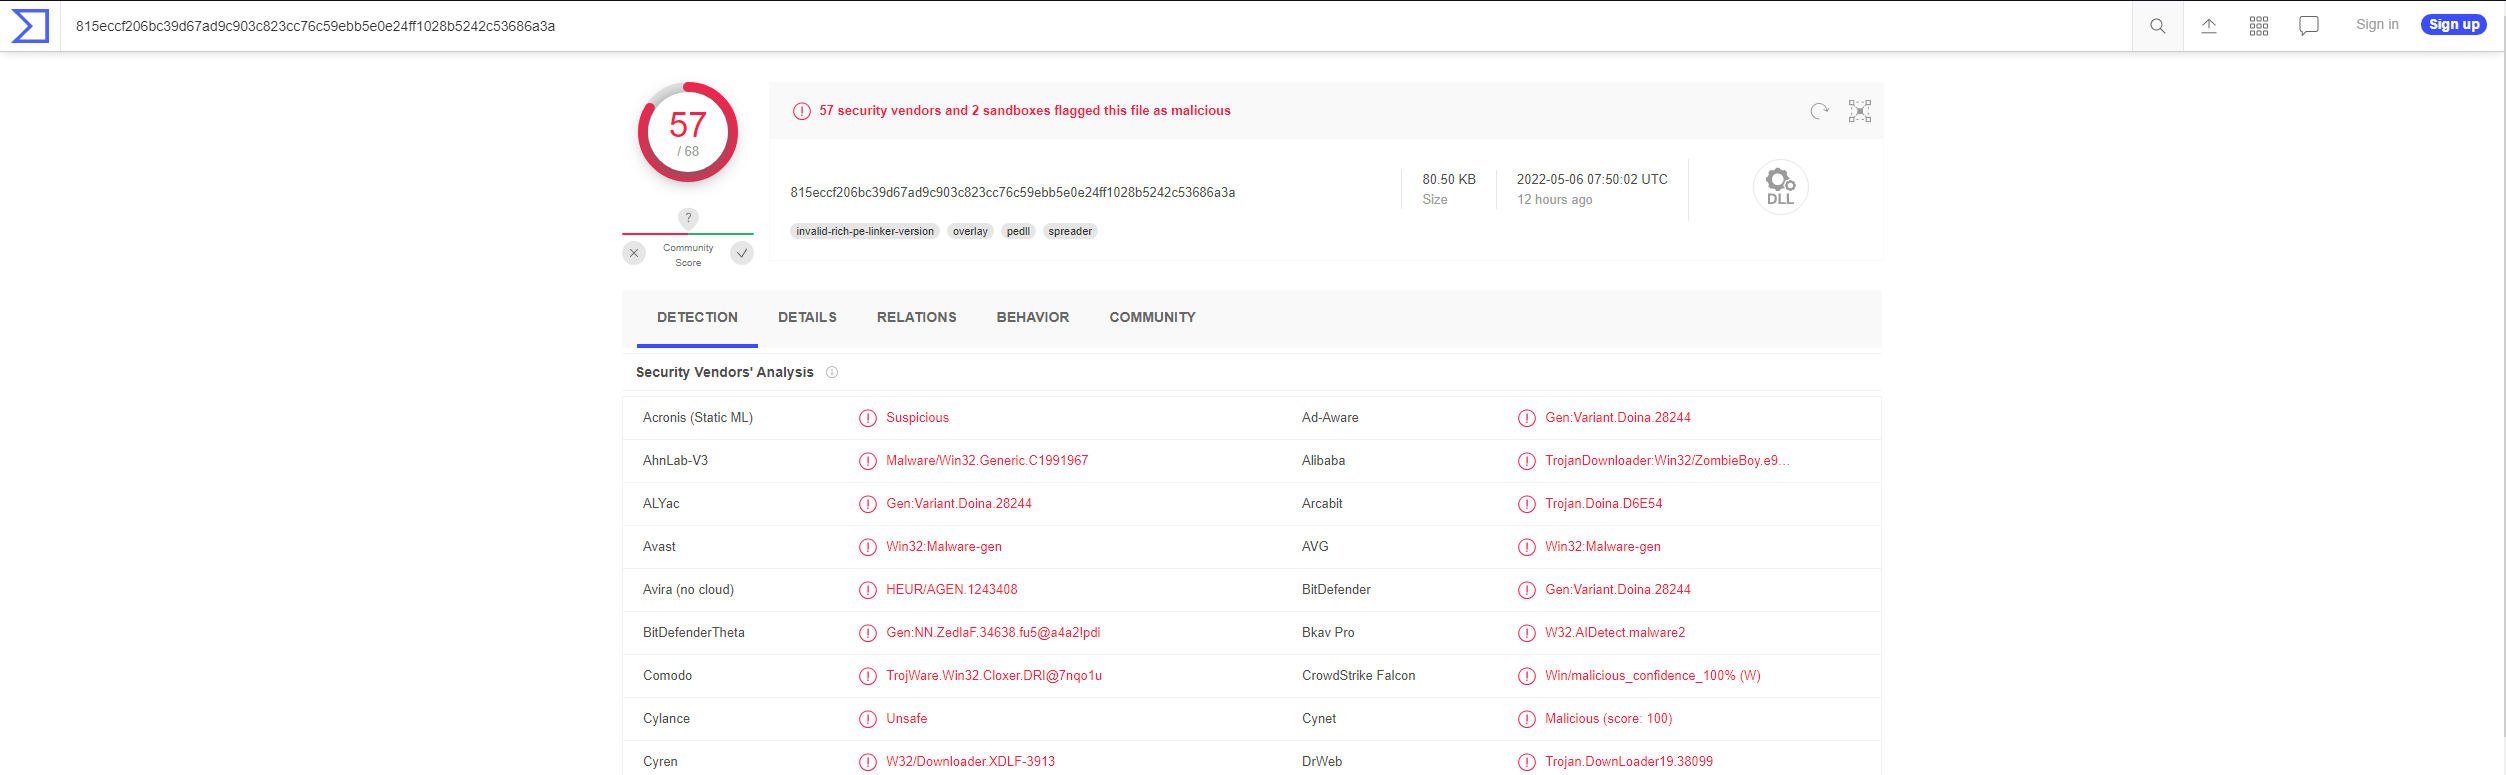 815eccf206bc39d67ad9c903c823cc76c59ebb5e0e24ff1028b5242c53686a3a
Sign in
Sign up
57
/ 68
?
Community
Score
57 security vendors and 2 sandboxes flagged this file as malicious
815eccf206bc39d67ad9c903c823cc76c59ebb5e0e24ff1028b5242c53686a3a
invalid-rich-pe-linker-version overlay pedll spreader
80.50 KB
Size
2022-05-06 07:50:02 UTC
12 hours ago
DLL
DETECTION DETAILS RELATIONS BEHAVIOR COMMUNITY
Security Vendors' Analysis
Acronis (Static ML) Suspicious Ad-Aware Gen:Variant.Doina.28244
AhnLab-V3 Malware/Win32.Generic.C1991967 Alibaba TrojanDownloader:Win32/ZombieBoy.e9...
ALYac Gen:Variant.Doina.28244 Arcabit Trojan.Doina.D6E54
Avast Win32:Malware-gen AVG Win32:Malware-gen
Avira (no cloud) HEUR/AGEN.1243408 BitDefender Gen:Variant.Doina.28244
BitDefenderTheta Gen:NN.ZedlaF.34638.fu5@a4a2!pdi Bkav Pro W32.AIDetect.malware2
Comodo TrojWare.Win32.Cloxer.DRI@7nqo1u CrowdStrike Falcon Win/malicious_confidence_100% (W)
Cylance Unsafe Cynet Malicious (score: 100)
Cyren W32/Downloader.XDLF-3913 DrWeb Trojan.DownLoader19.38099